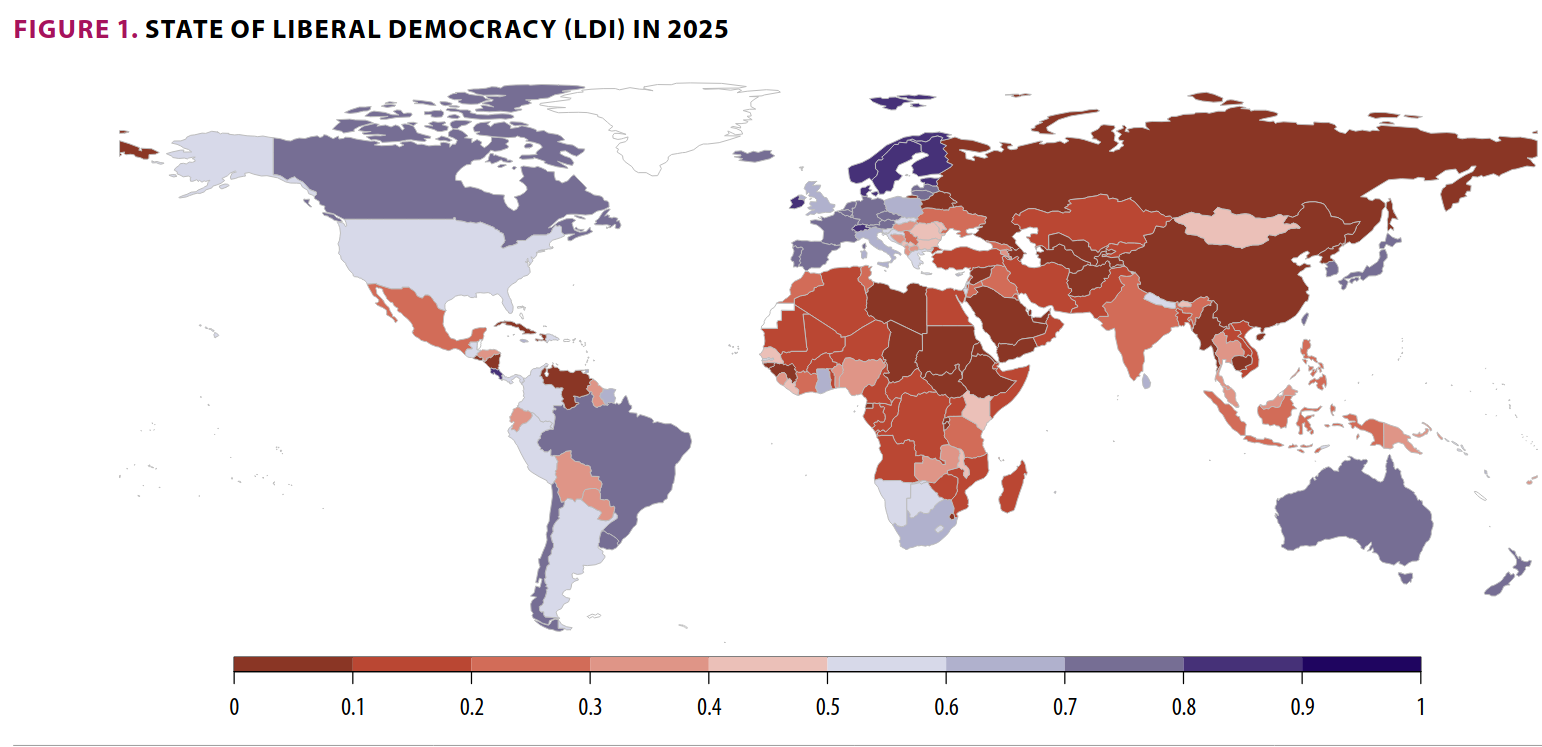 FIGURE 1. STATE OF LIBERAL DEMOCRACY (LDI) IN 2025
0 0.1 0.2 0.3 0.4 0.5 0.6 0.7 0.8 0.9 1